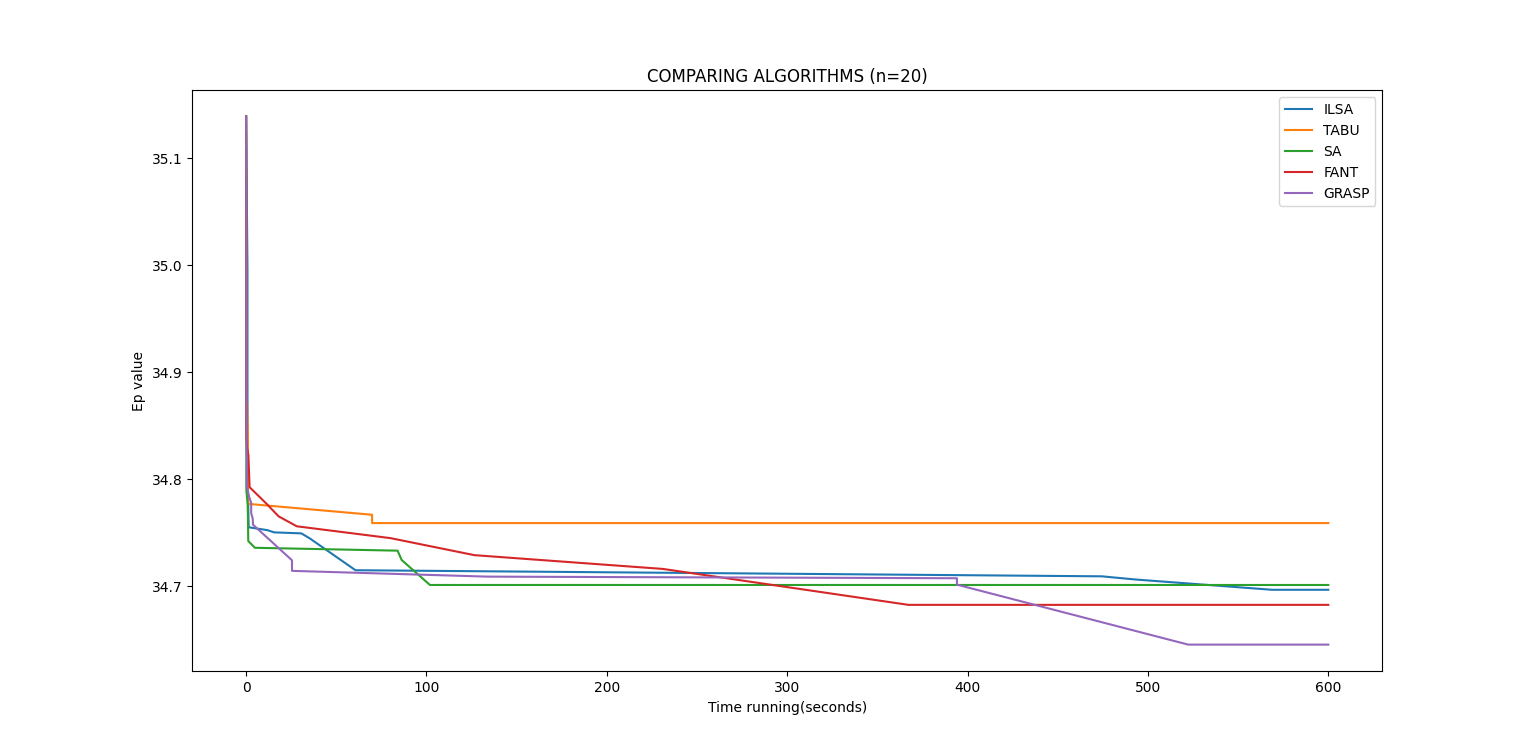 COMPARING ALGORITHMS (n=20)
ILSA
TABU
SA
FANT
GRASP
35.1
35.0
34.9
34.8
34.7
Ep value
0 100 200 300 400 500 600
Time running(seconds)